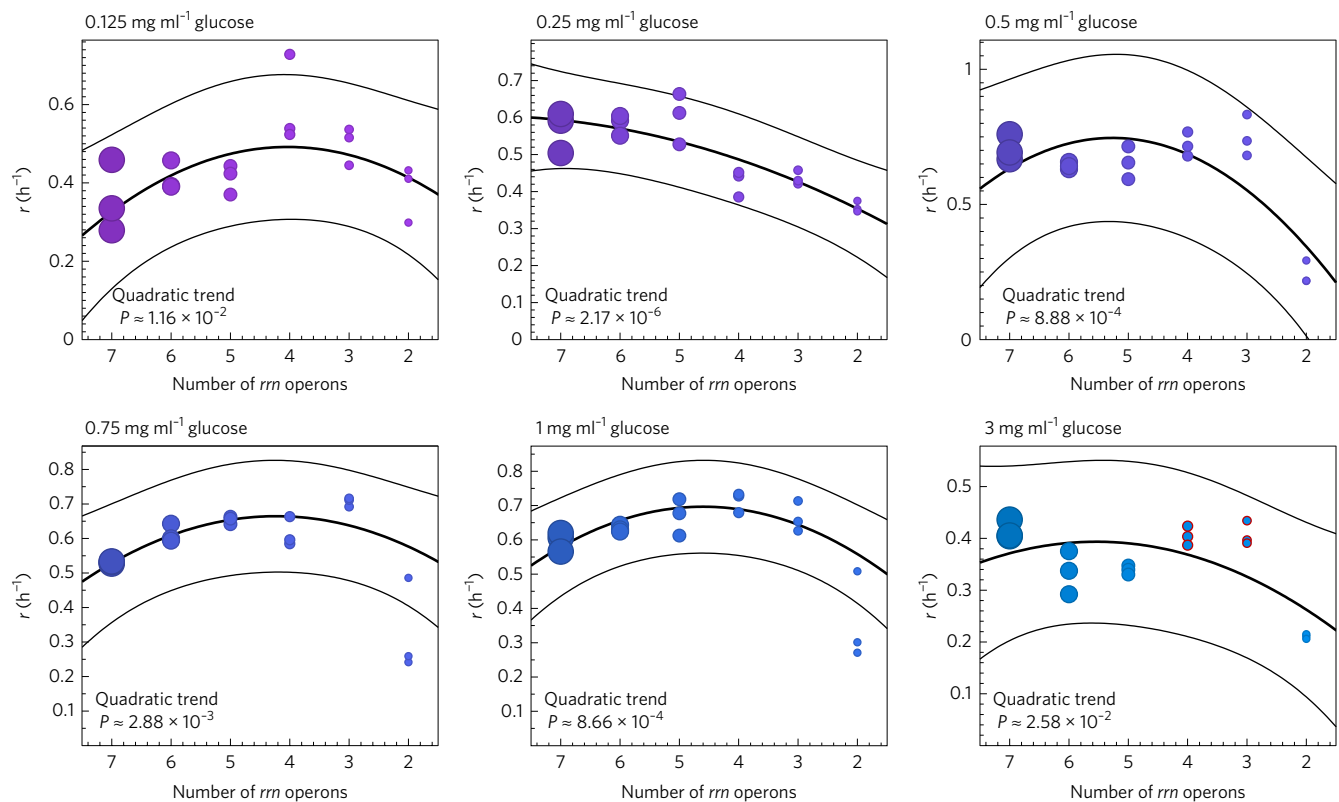 0.125 mg ml⁻¹ glucose
0.6
0.4
0.2
0
r (h⁻¹)
Quadratic trend
P ≈ 1.16 × 10⁻²
7 6 5 4 3 2
Number of rrn operons
0.25 mg ml⁻¹ glucose
0.7
0.6
0.5
0.4
0.3
0.2
0.1
0
r (h⁻¹)
Quadratic trend
P ≈ 2.17 × 10⁻⁶
7 6 5 4 3 2
Number of rrn operons
0.5 mg ml⁻¹ glucose
1
0.5
0
r (h⁻¹)
Quadratic trend
P ≈ 8.88 × 10⁻⁴
7 6 5 4 3 2
Number of rrn operons
0.75 mg ml⁻¹ glucose
0.8
0.7
0.6
0.5
0.4
0.3
0.2
0.1
r (h⁻¹)
Quadratic trend
P ≈ 2.88 × 10⁻³
7 6 5 4 3 2
Number of rrn operons
1 mg ml⁻¹ glucose
0.8
0.7
0.6
0.5
0.4
0.3
0.2
0.1
r (h⁻¹)
Quadratic trend
P ≈ 8.66 × 10⁻⁴
7 6 5 4 3 2
Number of rrn operons
3 mg ml⁻¹ glucose
0.5
0.4
0.3
0.2
0.1
r (h⁻¹)
Quadratic trend
P ≈ 2.58 × 10⁻²
7 6 5 4 3 2
Number of rrn operons